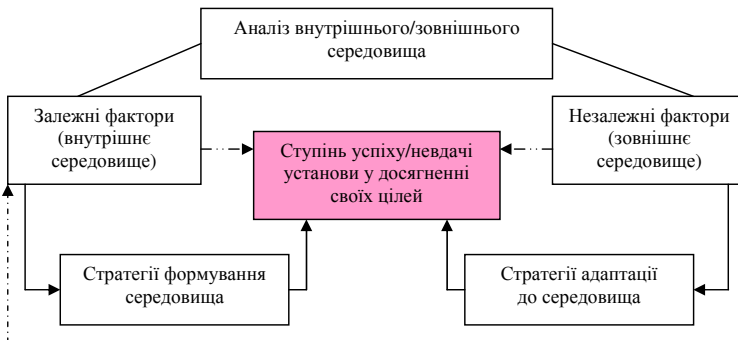 Аналіз внутрішнього/зовнішнього
середовища
Залежні фактори
(внутрішнє
середовище)
Незалежні фактори
(зовнішнє
середовище)
Ступінь успіху/невдачі
установи у досягненні
своїх цілей
Стратегії формування
середовища
Стратегії адаптації
до середовища